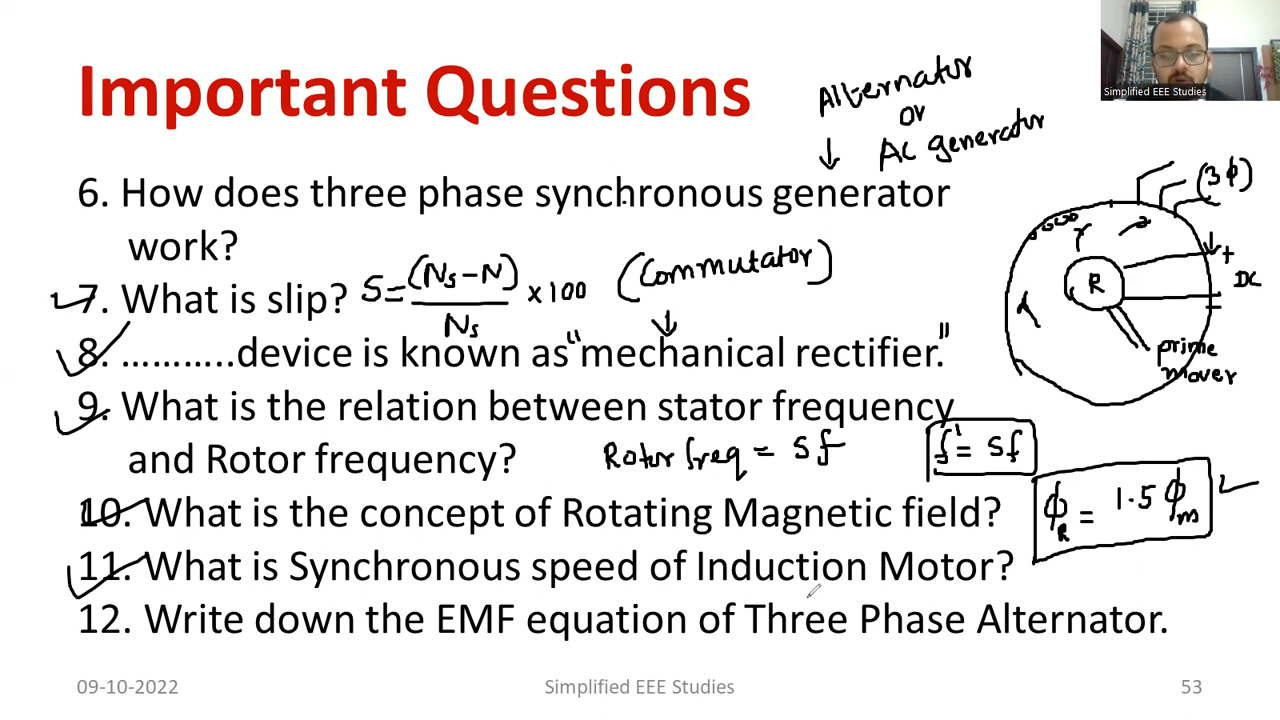 Important Questions
Alternator
or
AC generator
Simplified EEE Studies
(3ϕ)
6. How does three phase synchronous generator
work?
+
R
DC
7. What is slip? S = (Ns - N) / Ns × 100
(Commutator)
8. ………..device is known as "mechanical rectifier."
prime
mover
9. What is the relation between stator frequency
and Rotor frequency?
Rotor freq = sf
f' = sf
10. What is the concept of Rotating Magnetic field?
ϕR = 1.5 ϕm
11. What is Synchronous speed of Induction Motor?
12. Write down the EMF equation of Three Phase Alternator.
09-10-2022
Simplified EEE Studies
53